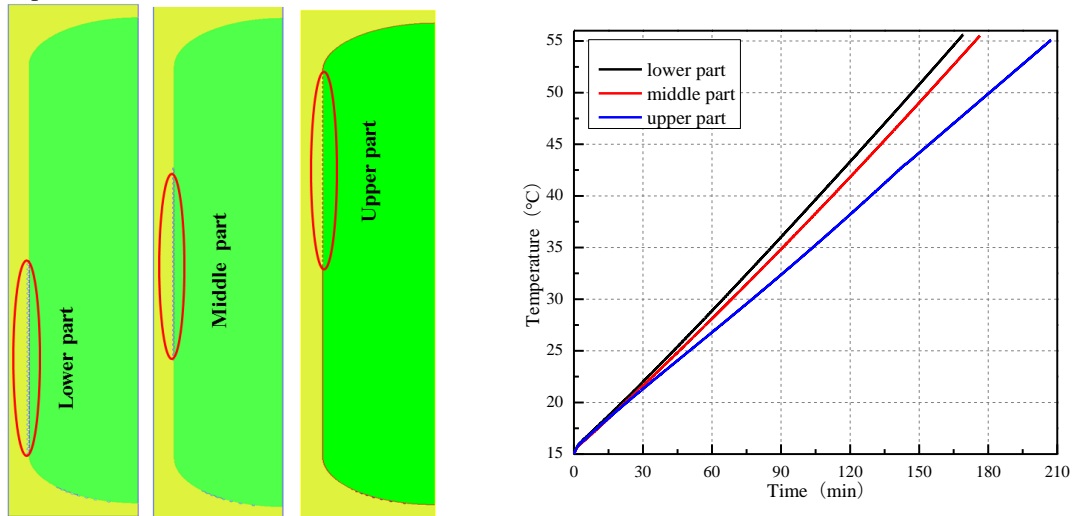 Lower part
Middle part
Upper part
Temperature (°C)
55
50
45
40
35
30
25
20
15
lower part
middle part
upper part
0
30
60
90
120
150
180
210
Time (min)